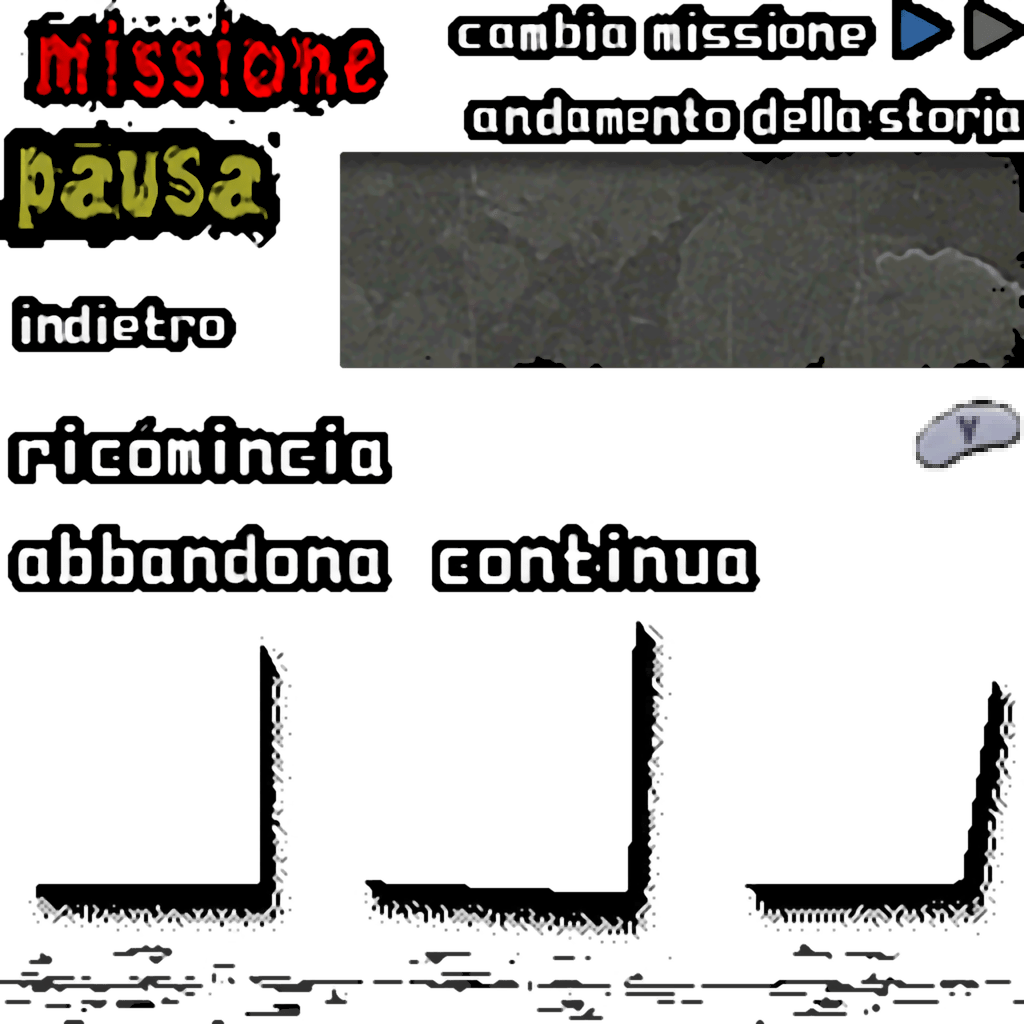 missione
cambia missione
andamento della storia
pausa
indietro
ricómincia
Y
abbandona
continua